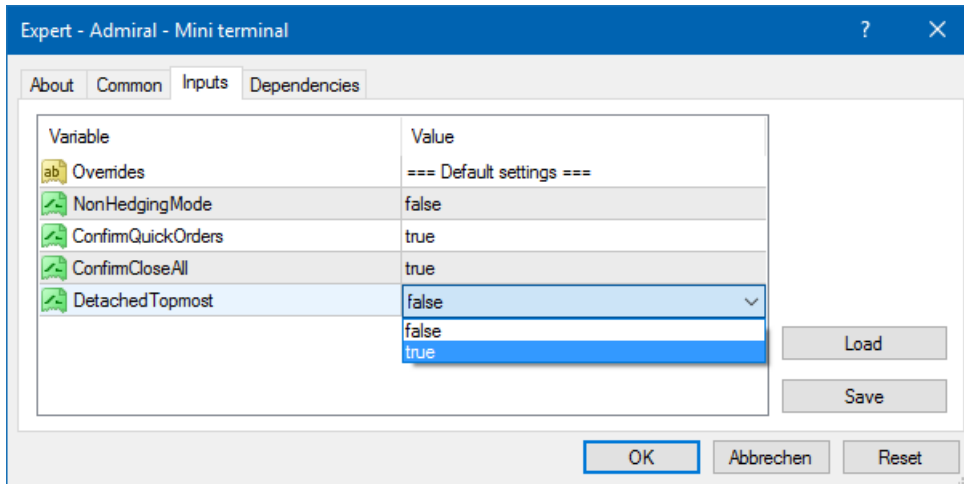 Expert - Admiral - Mini terminal ? ×
About Common Inputs Dependencies
Variable Value
ab Overrides === Default settings ===
NonHedgingMode false
ConfirmQuickOrders true
ConfirmCloseAll true
DetachedTopmost false
false
true
Load
Save
OK Abbrechen Reset